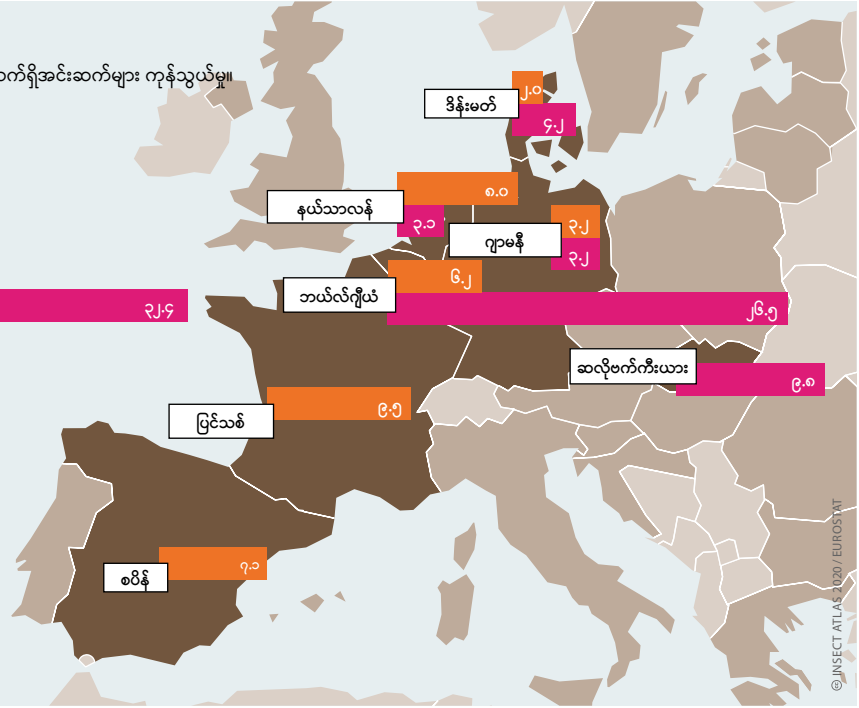 အင်းဆက်များ ကုန်သွယ်မှု။
ဒိန်းမတ်
၂.၀
၄.၂
နယ်သာလန်
၈.၀
၃.၁
ဂျာမနီ
၃.၂
၃.၂
ဘယ်လ်ဂျီယံ
၆.၂
၂၆.၅
၃၂.၄
ဆလိုဗက်ကီးယား
၉.၈
ပြင်သစ်
၉.၅
စပိန်
၇.၁
INSECT ATLAS 2020 / EUROSTAT